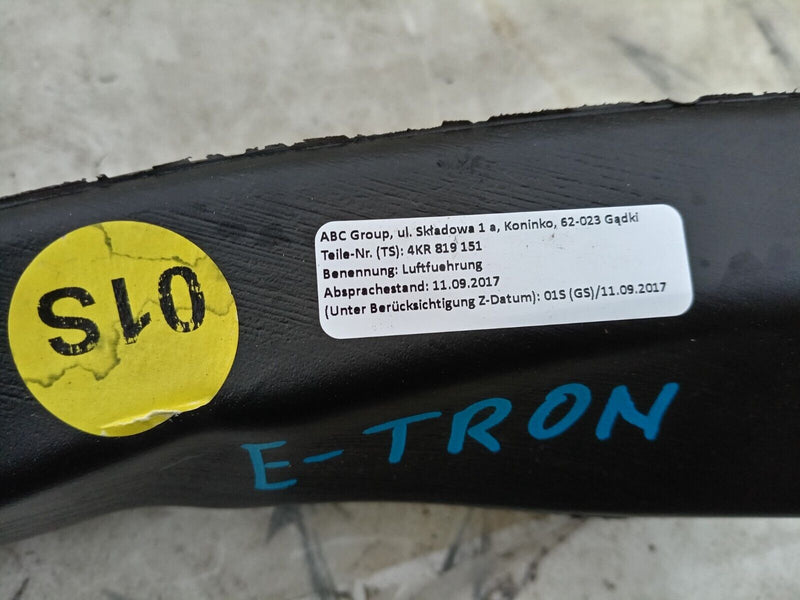 ABC Group, ul. Składowa 1 a, Koninko, 62-023 Gądki
Teile-Nr. (TS): 4KR 819 151
Benennung: Luftfuehrung
Absprachestand: 11.09.2017
(Unter Berücksichtigung Z-Datum): 01S (GS)/11.09.2017
01S
E-TRON